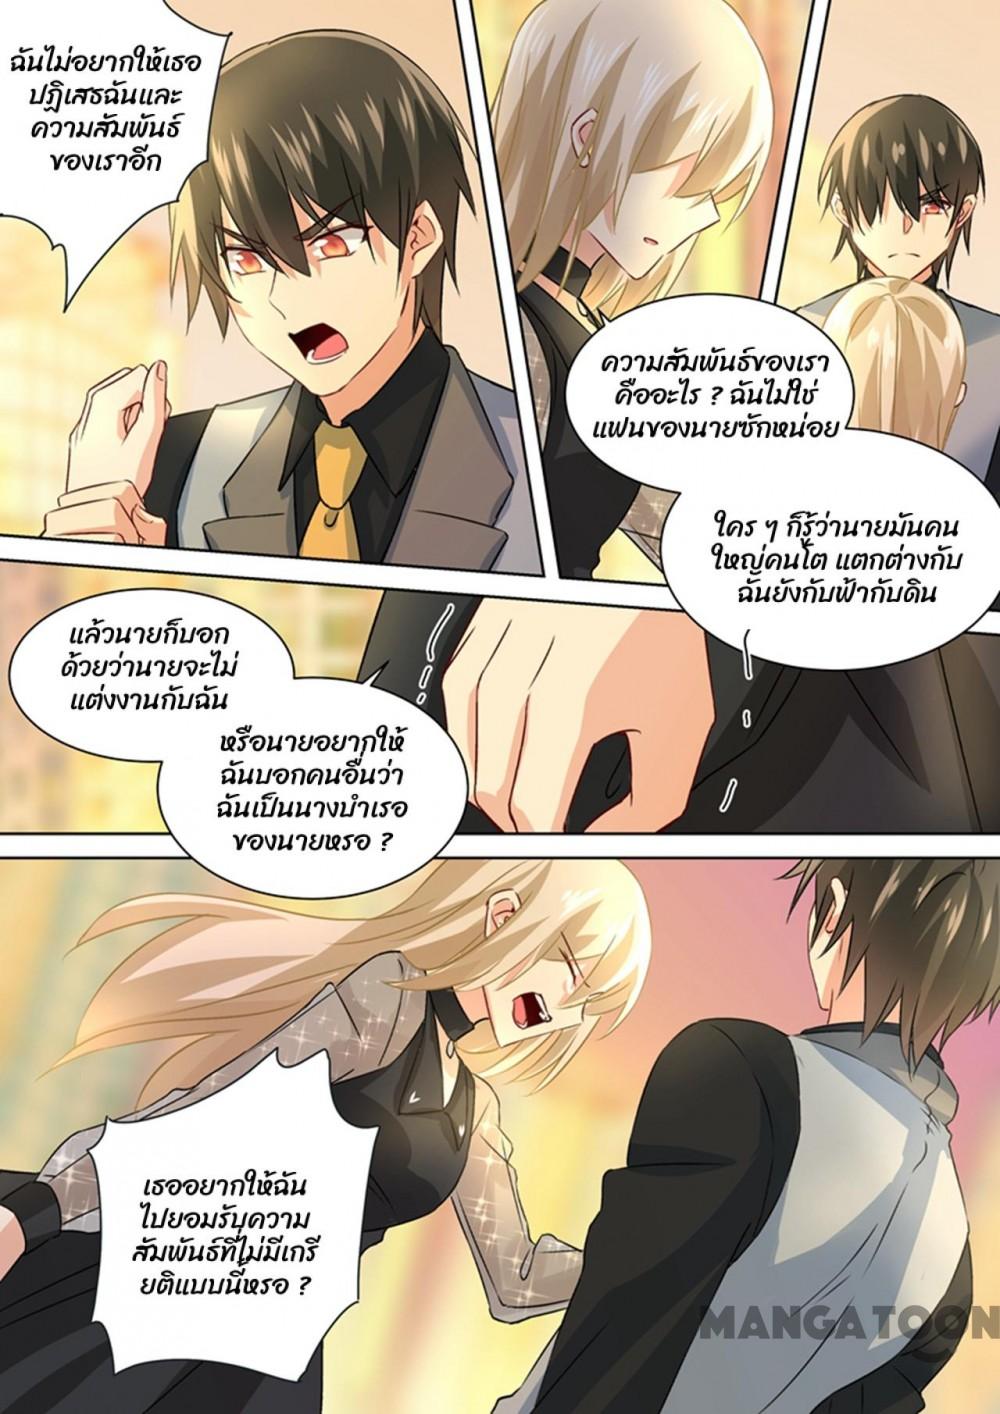 ฉันไม่อยากให้เธอ
ปฏิเสธฉันและ
ความสัมพันธ์
ของเราอีก
ความสัมพันธ์ของเรา
คืออะไร ? ฉันไม่ใช่
แฟนของนายซักหน่อย
ใคร ๆ ก็รู้ว่านายมันคน
ใหญ่คนโต แตกต่างกับ
ฉันยังกับฟ้ากับดิน
แล้วนายก็บอก
ด้วยว่านายจะไม่
แต่งงานกับฉัน
หรือนายอยากให้
ฉันบอกคนอื่นว่า
ฉันเป็นนางบำเรอ
ของนายหรอ ?
เธออยากให้ฉัน
ไปยอมรับความ
สัมพันธ์ที่ไม่มีเกรี
ยติแบบนี้หรอ ?
MANGATOON